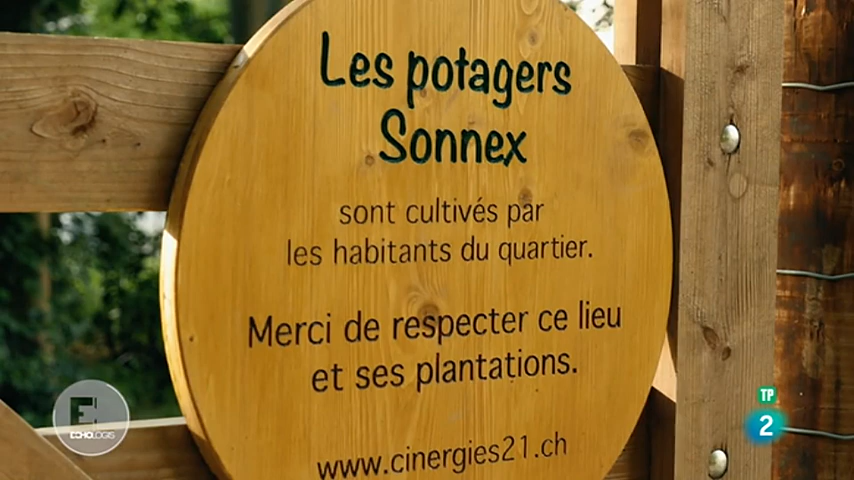 Les potagers
Sonnex
sont cultivés par
les habitants du quartier.
Merci de respecter ce lieu
et ses plantations.
www.cinergies21.ch
ECHOLOGIS
TP
2